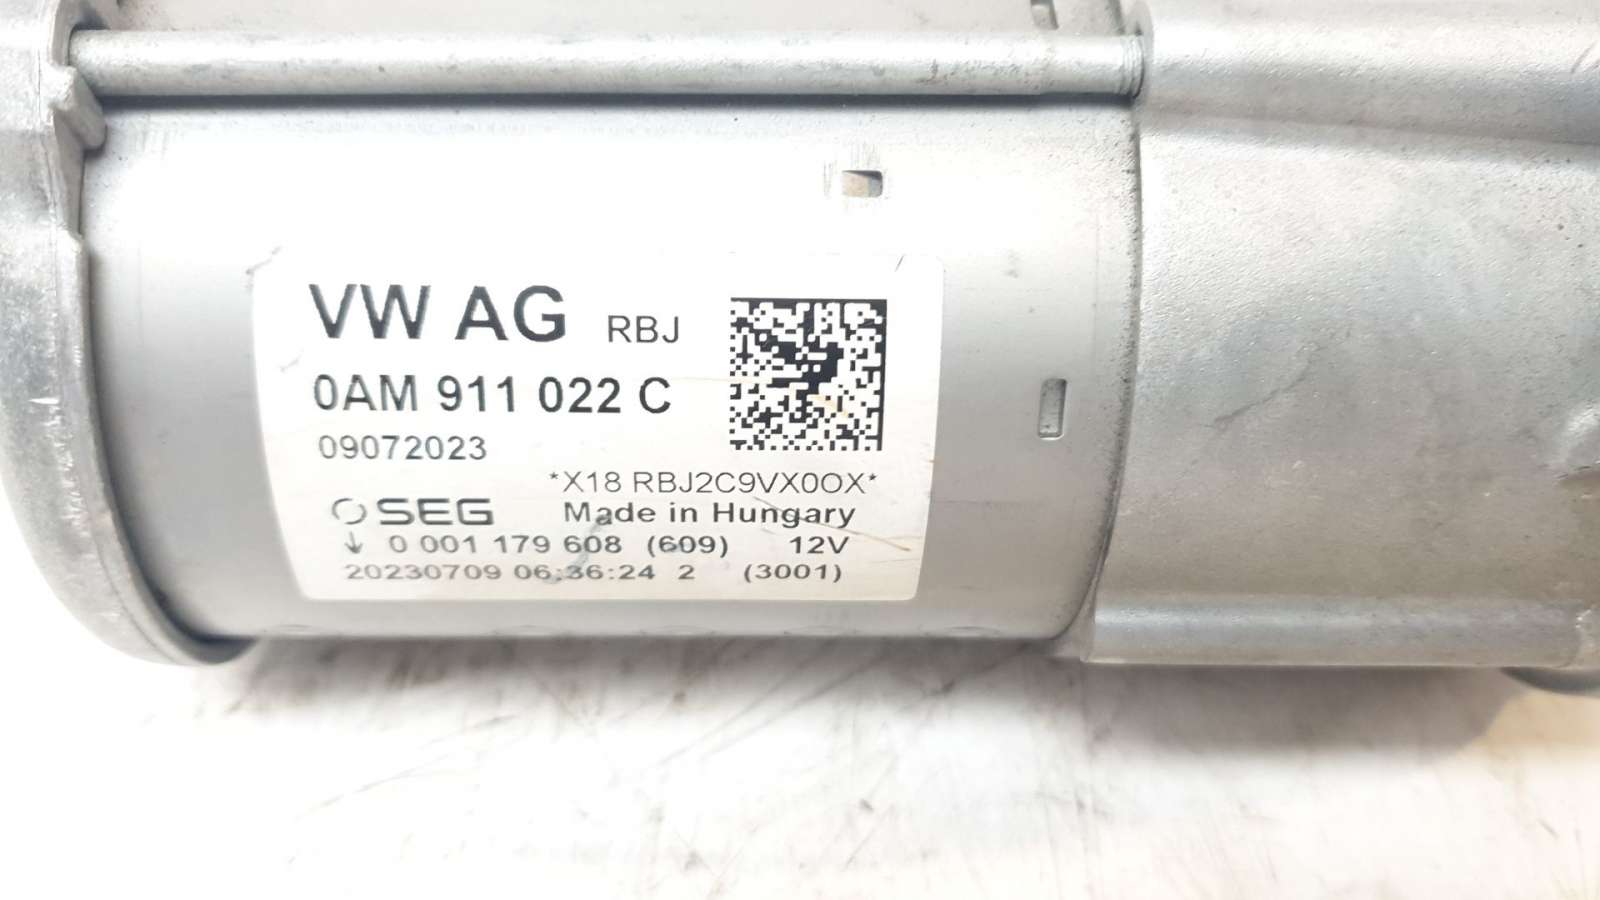 VW AG RBJ
0AM 911 022 C
09072023
*X18 RBJ2C9VX0OX*
SEG Made in Hungary
↓ 0 001 179 608 (609) 12V
20230709 06:36:24 2 (3001)